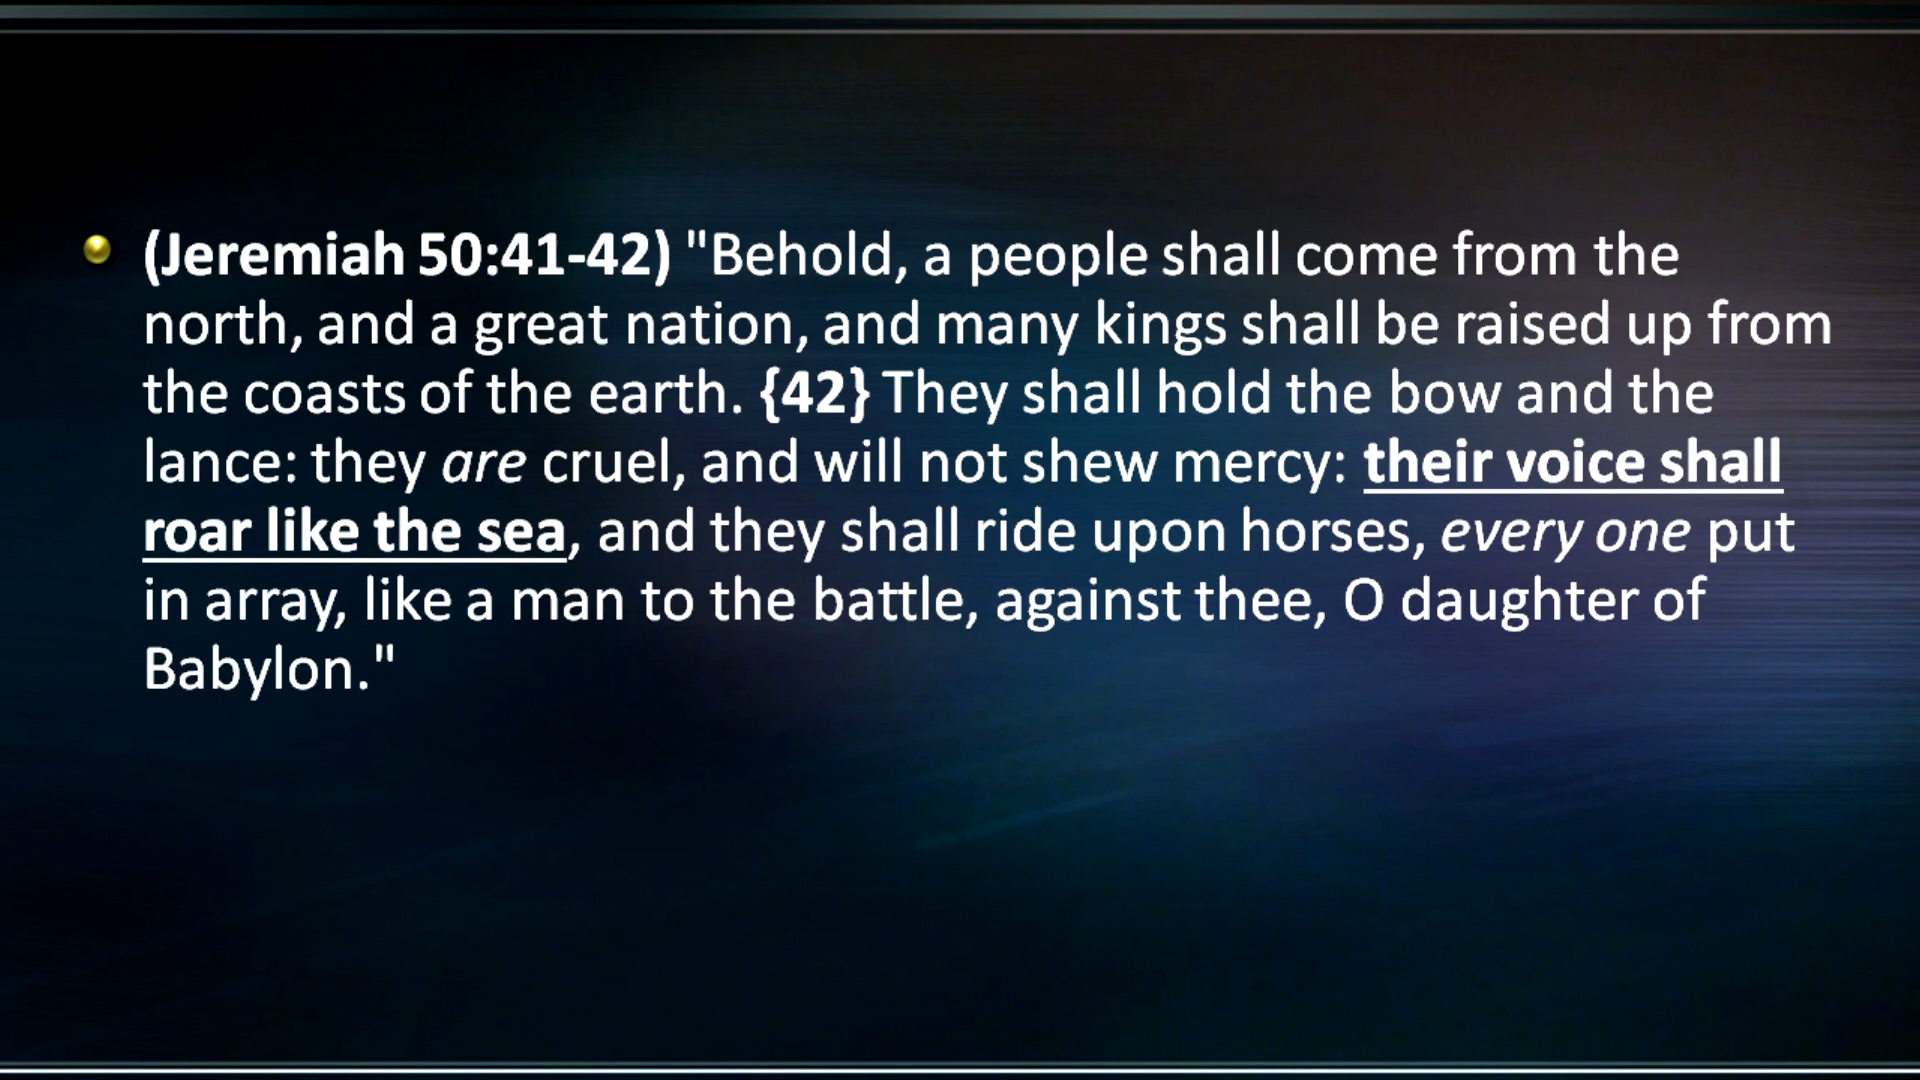 (Jeremiah 50:41-42) "Behold, a people shall come from the
north, and a great nation, and many kings shall be raised up from
the coasts of the earth. {42} They shall hold the bow and the
lance: they are cruel, and will not shew mercy: their voice shall
roar like the sea, and they shall ride upon horses, every one put
in array, like a man to the battle, against thee, O daughter of
Babylon."